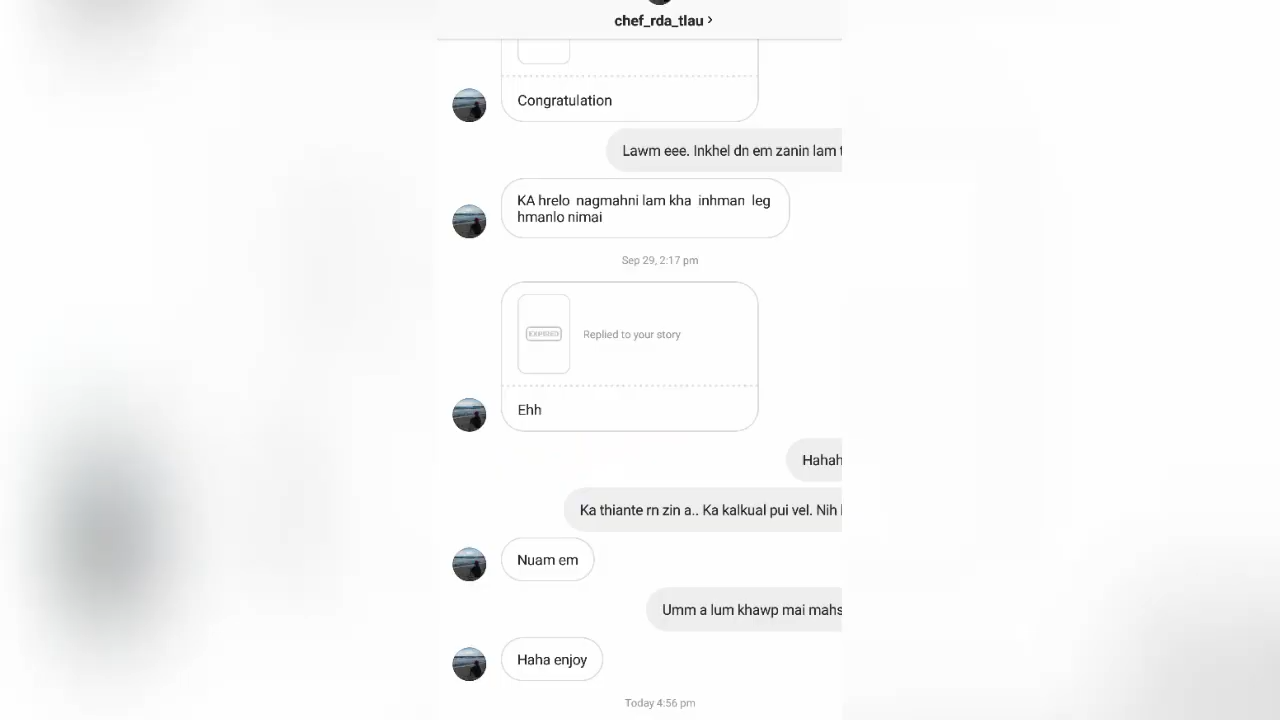 chef_rda_tlau
Congratulation
Lawm eee. Inkhel dn em zanin lam
KA hrelo nagmahni lam kha inhman leg
hmanlo nimai
Sep 29, 2:17 pm
Replied to your story
Ehh
Hahah
Ka thiante rn zin a.. Ka kalkual pui vel. Nih
Nuam em
Umm a lum khawp mai mahs
Haha enjoy
Today 4:56 pm